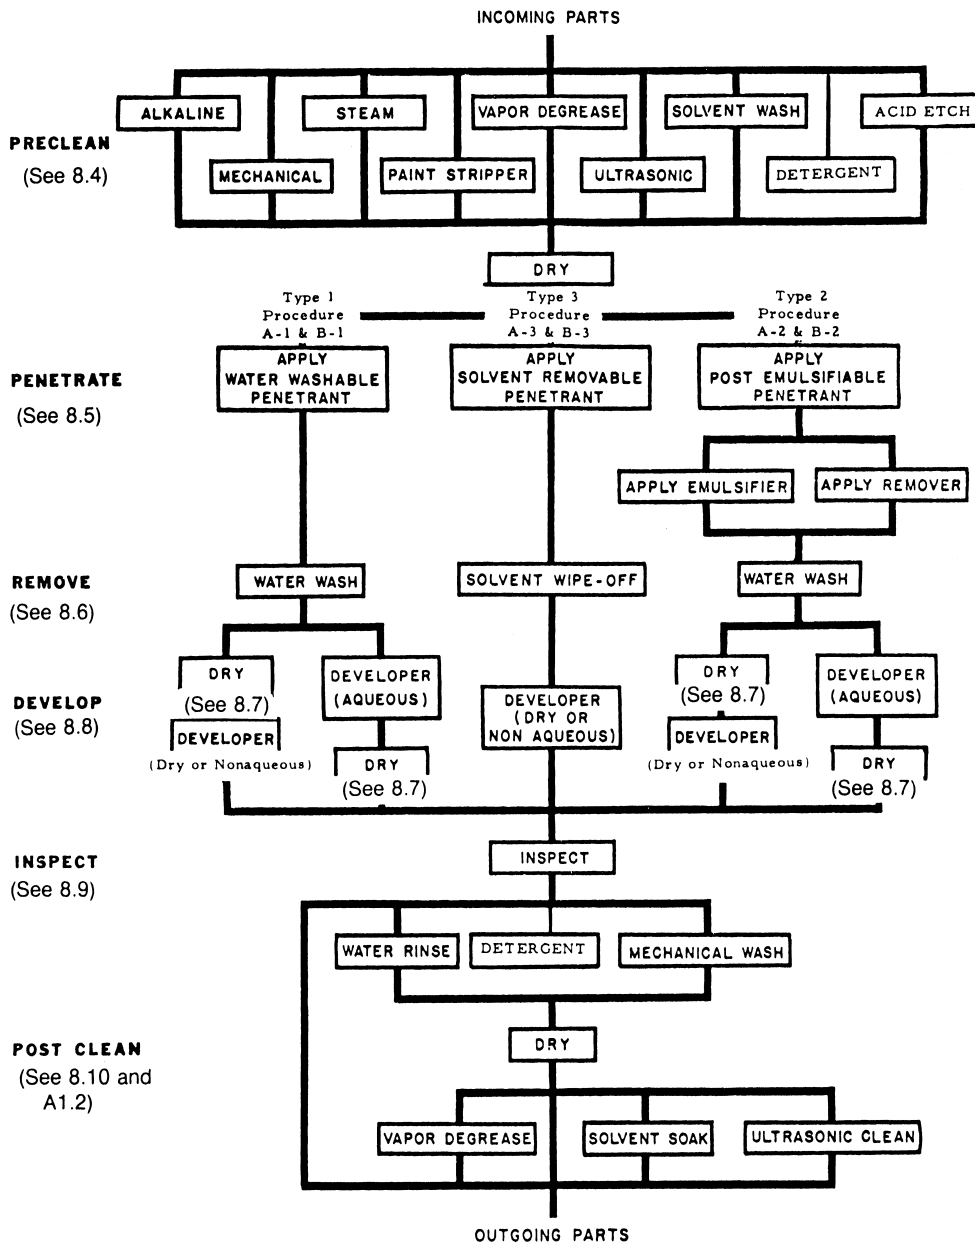 INCOMING PARTS
ALKALINE
STEAM
VAPOR DEGREASE
SOLVENT WASH
ACID ETCH
PRECLEAN
(See 8.4)
MECHANICAL
PAINT STRIPPER
ULTRASONIC
DETERGENT
DRY
Type 1
Procedure
A-1 & B-1
Type 3
Procedure
A-3 & B-3
Type 2
Procedure
A-2 & B-2
PENETRATE
(See 8.5)
APPLY
WATER WASHABLE
PENETRANT
APPLY
SOLVENT REMOVABLE
PENETRANT
APPLY
POST EMULSIFIABLE
PENETRANT
APPLY EMULSIFIER
APPLY REMOVER
REMOVE
(See 8.6)
WATER WASH
SOLVENT WIPE-OFF
WATER WASH
DEVELOP
(See 8.8)
DRY
(See 8.7)
DEVELOPER
(Dry or Nonaqueous)
DEVELOPER
(AQUEOUS)
DRY
(See 8.7)
DEVELOPER
(DRY OR
NON AQUEOUS)
DRY
(See 8.7)
DEVELOPER
(Dry or Nonaqueous)
DEVELOPER
(AQUEOUS)
DRY
(See 8.7)
INSPECT
(See 8.9)
INSPECT
WATER RINSE
DETERGENT
MECHANICAL WASH
POST CLEAN
(See 8.10 and
A1.2)
DRY
VAPOR DEGREASE
SOLVENT SOAK
ULTRASONIC CLEAN
OUTGOING PARTS